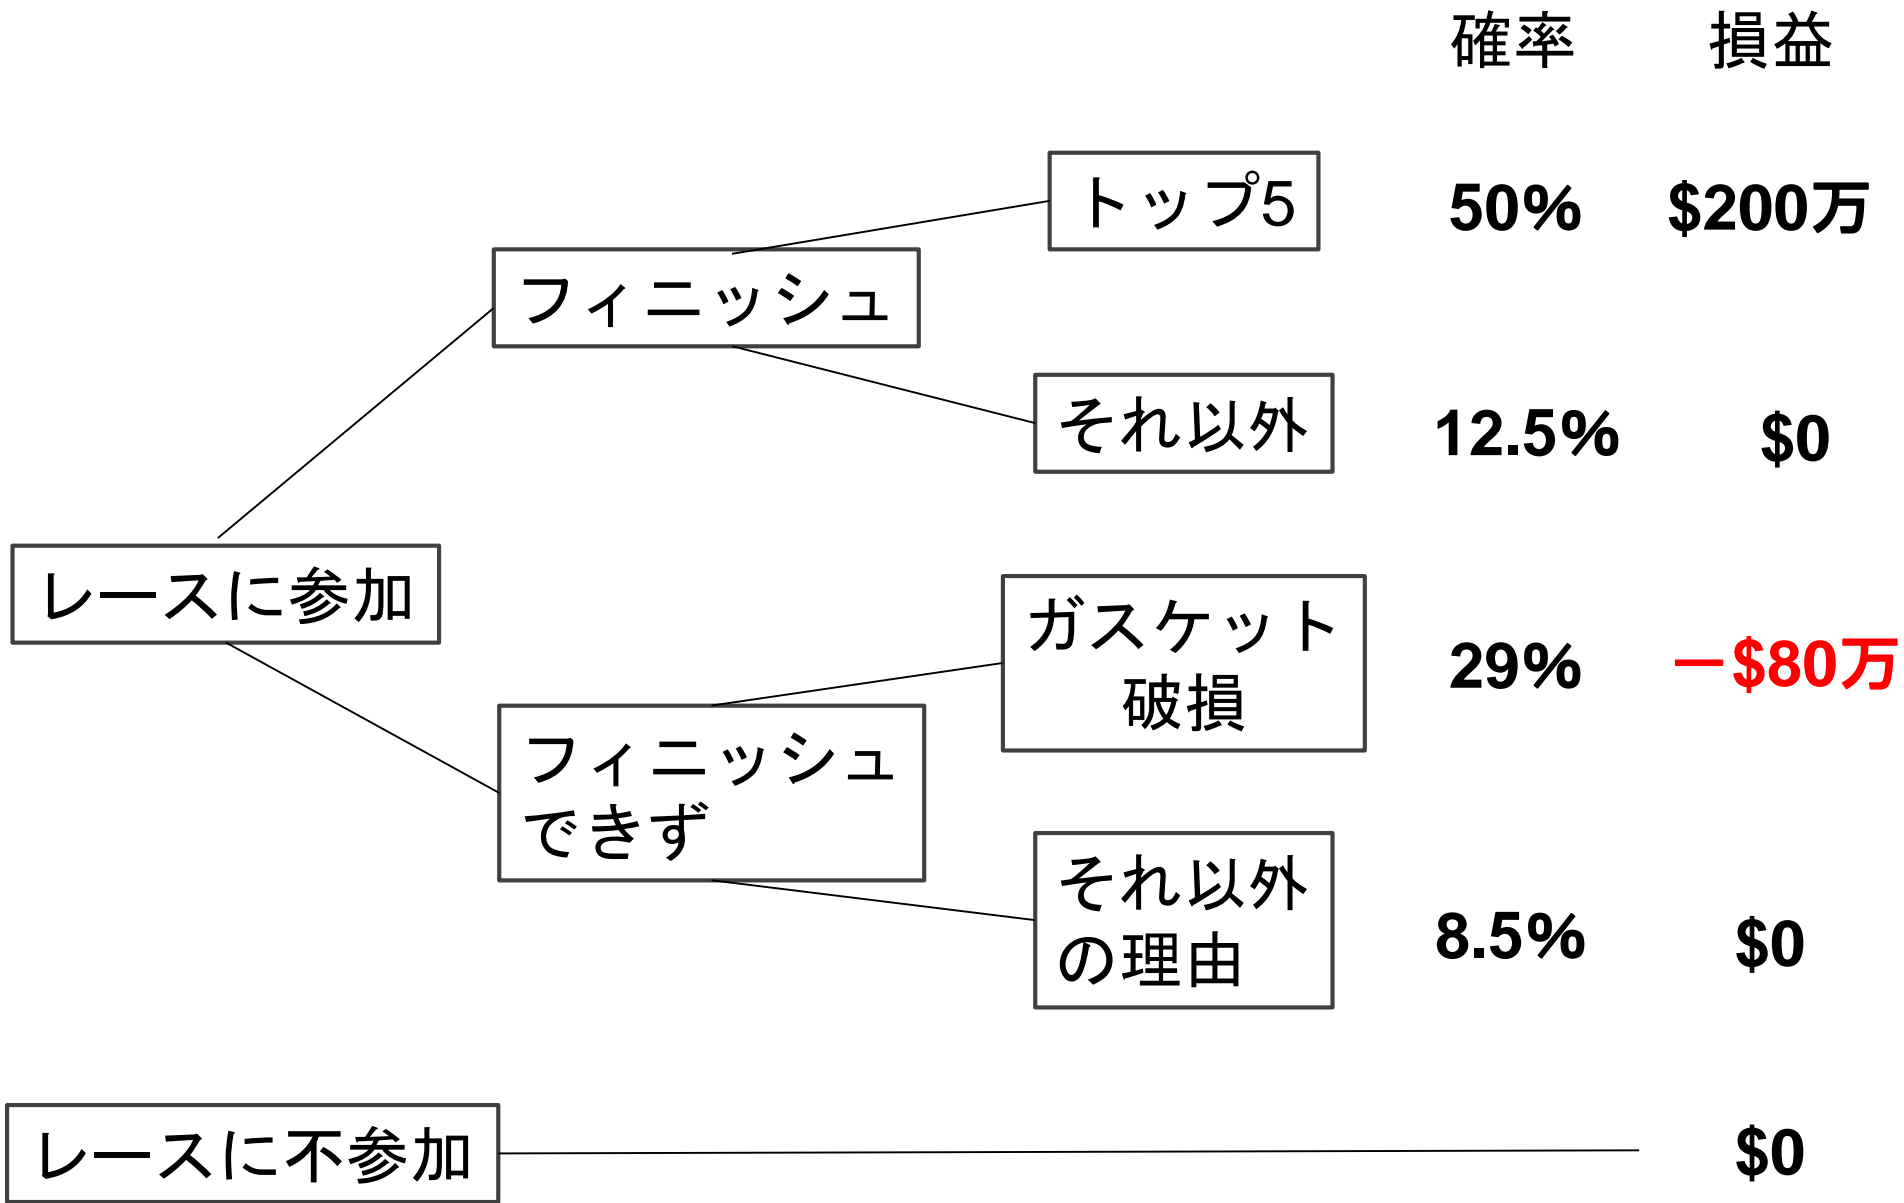 確率 損益
トップ5 50% $200万
フィニッシュ
それ以外 12.5% $0
レースに参加
ガスケット
破損
29% －$80万
フィニッシュ
できず
それ以外
の理由
8.5% $0
レースに不参加 $0